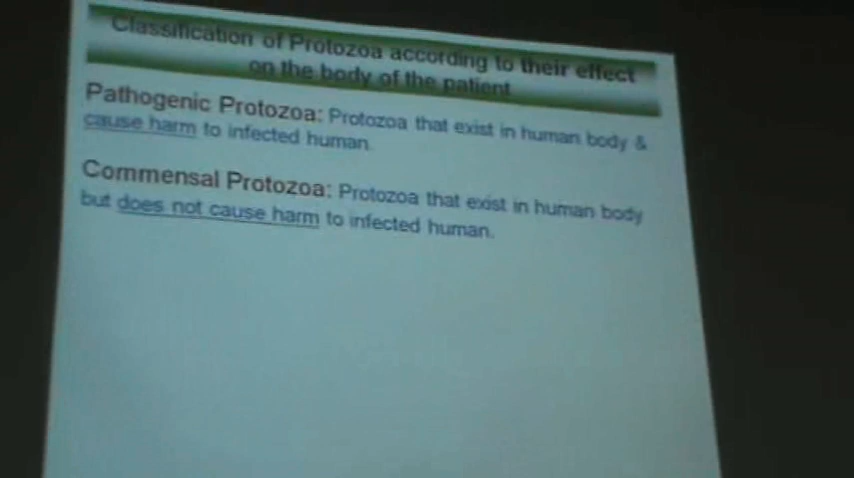 Classification of Protozoa according to their effect
on the body of the patient
Pathogenic Protozoa: Protozoa that exist in human body &
cause harm to infected human.
Commensal Protozoa: Protozoa that exist in human body
but does not cause harm to infected human.